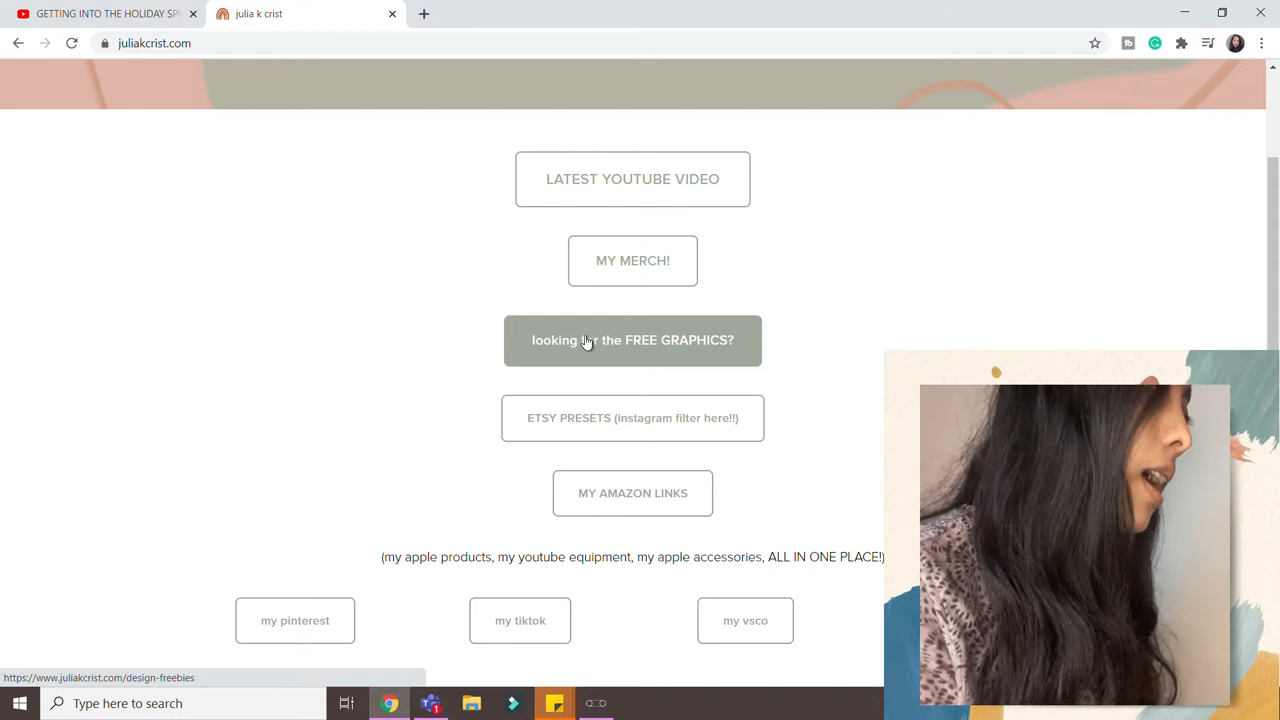 GETTING INTO THE HOLIDAY SPI
julia k crist
juliakcrist.com
LATEST YOUTUBE VIDEO
MY MERCH!
looking for the FREE GRAPHICS?
ETSY PRESETS (instagram filter here!!)
MY AMAZON LINKS
(my apple products, my youtube equipment, my apple accessories, ALL IN ONE PLACE!)
my pinterest
my tiktok
my vsco
https://www.juliakcrist.com/design-freebies
Type here to search
1